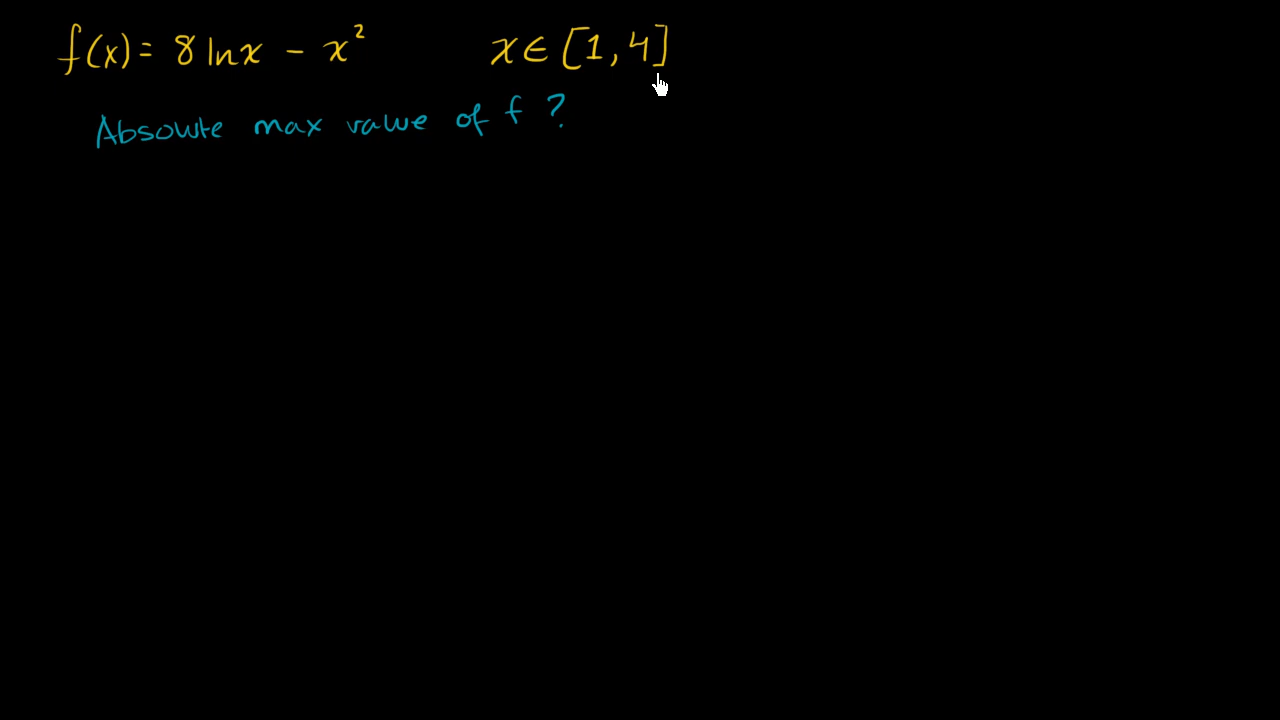 f(x) = 8 ln x - x² x ∈ [1, 4]
Absolute max value of f ?